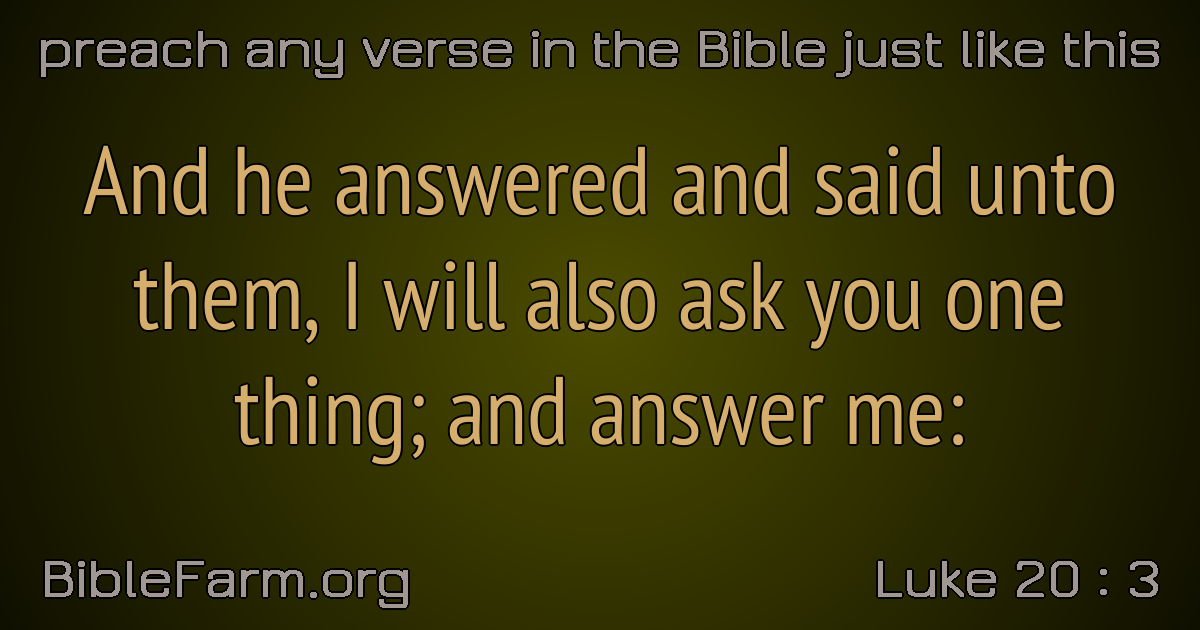 preach any verse in the Bible just like this
And he answered and said unto
them, I will also ask you one
thing; and answer me:
BibleFarm.org
Luke 20 : 3